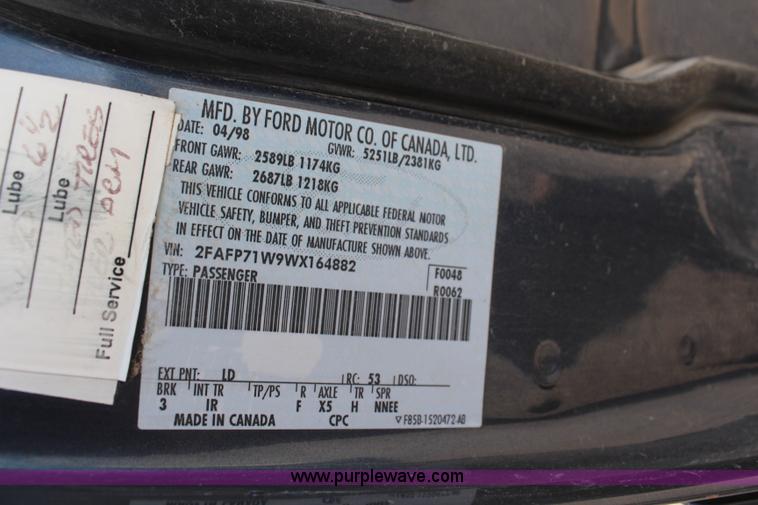 MFD. BY FORD MOTOR CO. OF CANADA, LTD.
DATE: 04/98 GVWR: 5251LB/2381KG
FRONT GAWR: 2589LB 1174KG
REAR GAWR: 2687LB 1218KG
THIS VEHICLE CONFORMS TO ALL APPLICABLE FEDERAL MOTOR
VEHICLE SAFETY, BUMPER, AND THEFT PREVENTION STANDARDS
IN EFFECT ON THE DATE OF MANUFACTURE SHOWN ABOVE.
VIN: 2FAFP71W9WX164882 F0048
TYPE: PASSENGER R0062
EXT PNT: LD RC: 53 DSO:
BRK INT TR TP/PS R AXLE TR SPR
3 IR F X5 H NNEE
MADE IN CANADA CPC ▽ F85B-1520472-AB
Lube
Lube
Full Service
www.purplewave.com